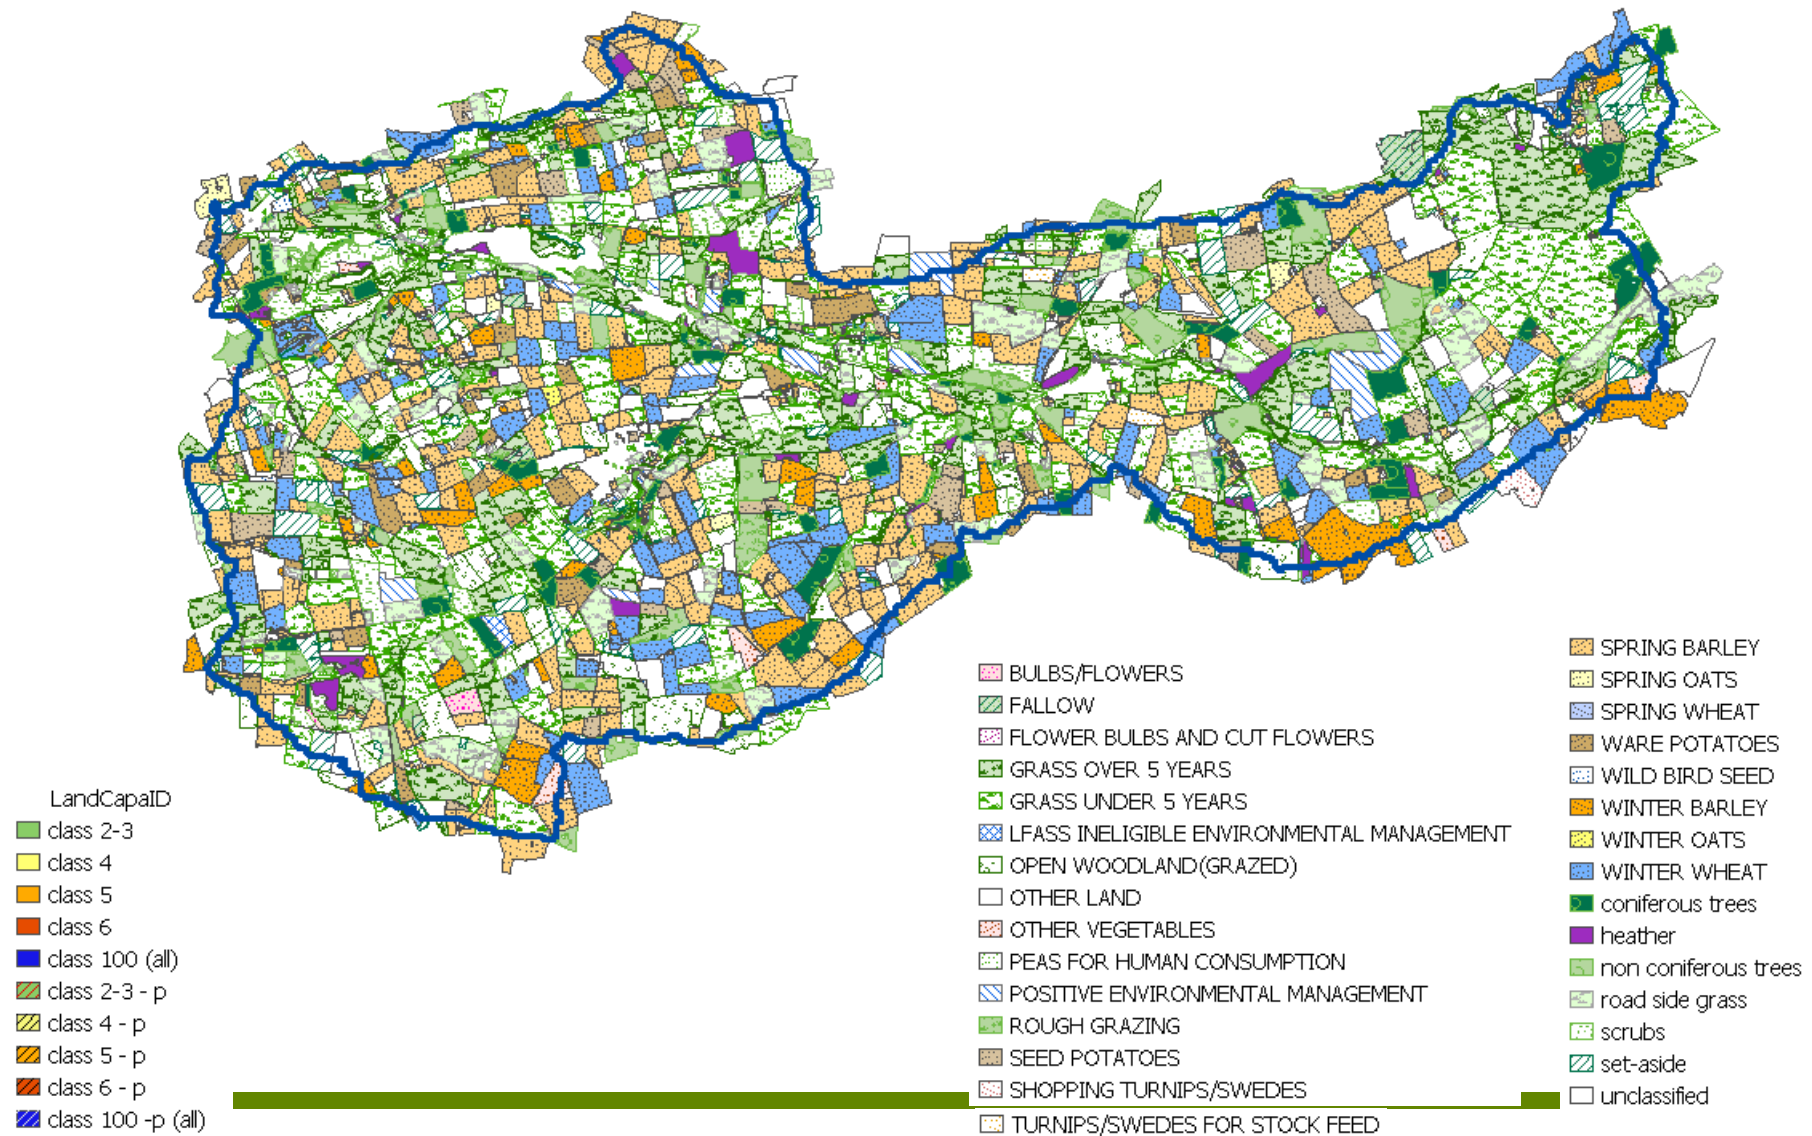 LandCapaID
class 2-3
class 4
class 5
class 6
class 100 (all)
class 2-3 - p
class 4 - p
class 5 - p
class 6 - p
class 100 -p (all)
BULBS/FLOWERS
FALLOW
FLOWER BULBS AND CUT FLOWERS
GRASS OVER 5 YEARS
GRASS UNDER 5 YEARS
LFASS INELIGIBLE ENVIRONMENTAL MANAGEMENT
OPEN WOODLAND(GRAZED)
OTHER LAND
OTHER VEGETABLES
PEAS FOR HUMAN CONSUMPTION
POSITIVE ENVIRONMENTAL MANAGEMENT
ROUGH GRAZING
SEED POTATOES
SHOPPING TURNIPS/SWEDES
TURNIPS/SWEDES FOR STOCK FEED
SPRING BARLEY
SPRING OATS
SPRING WHEAT
WARE POTATOES
WILD BIRD SEED
WINTER BARLEY
WINTER OATS
WINTER WHEAT
coniferous trees
heather
non coniferous trees
road side grass
scrubs
set-aside
unclassified